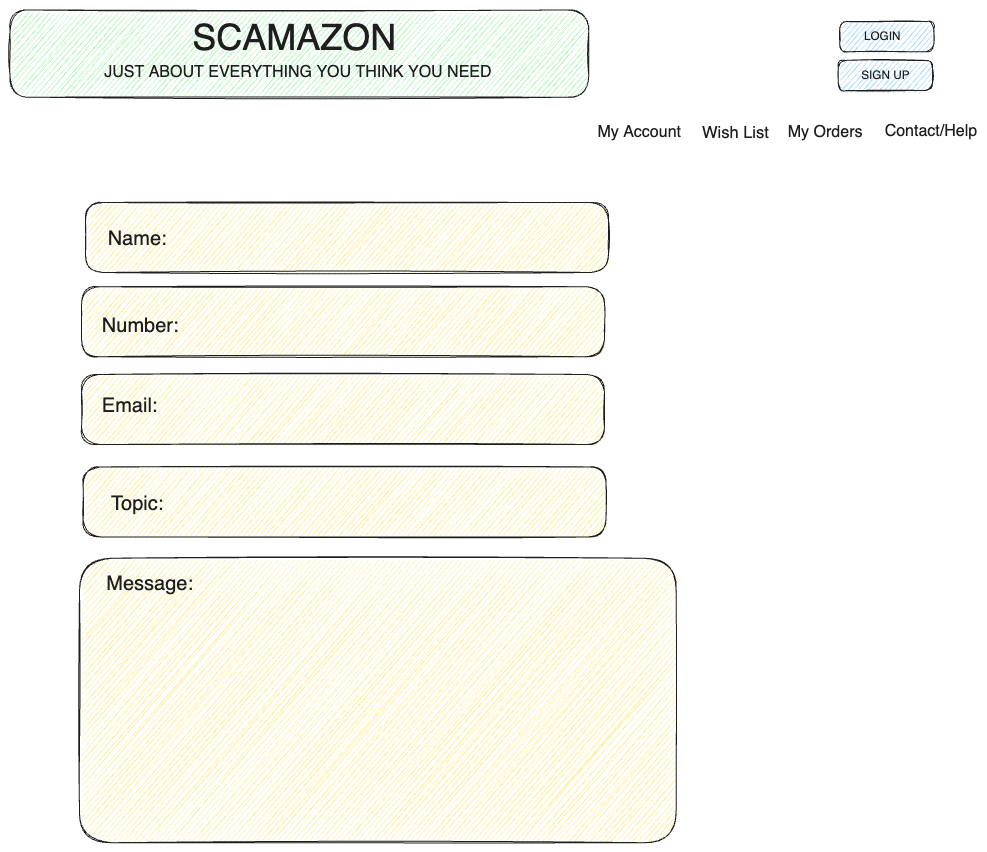 SCAMAZON
JUST ABOUT EVERYTHING YOU THINK YOU NEED
LOGIN
SIGN UP
My Account Wish List My Orders Contact/Help
Name:
Number:
Email:
Topic:
Message: